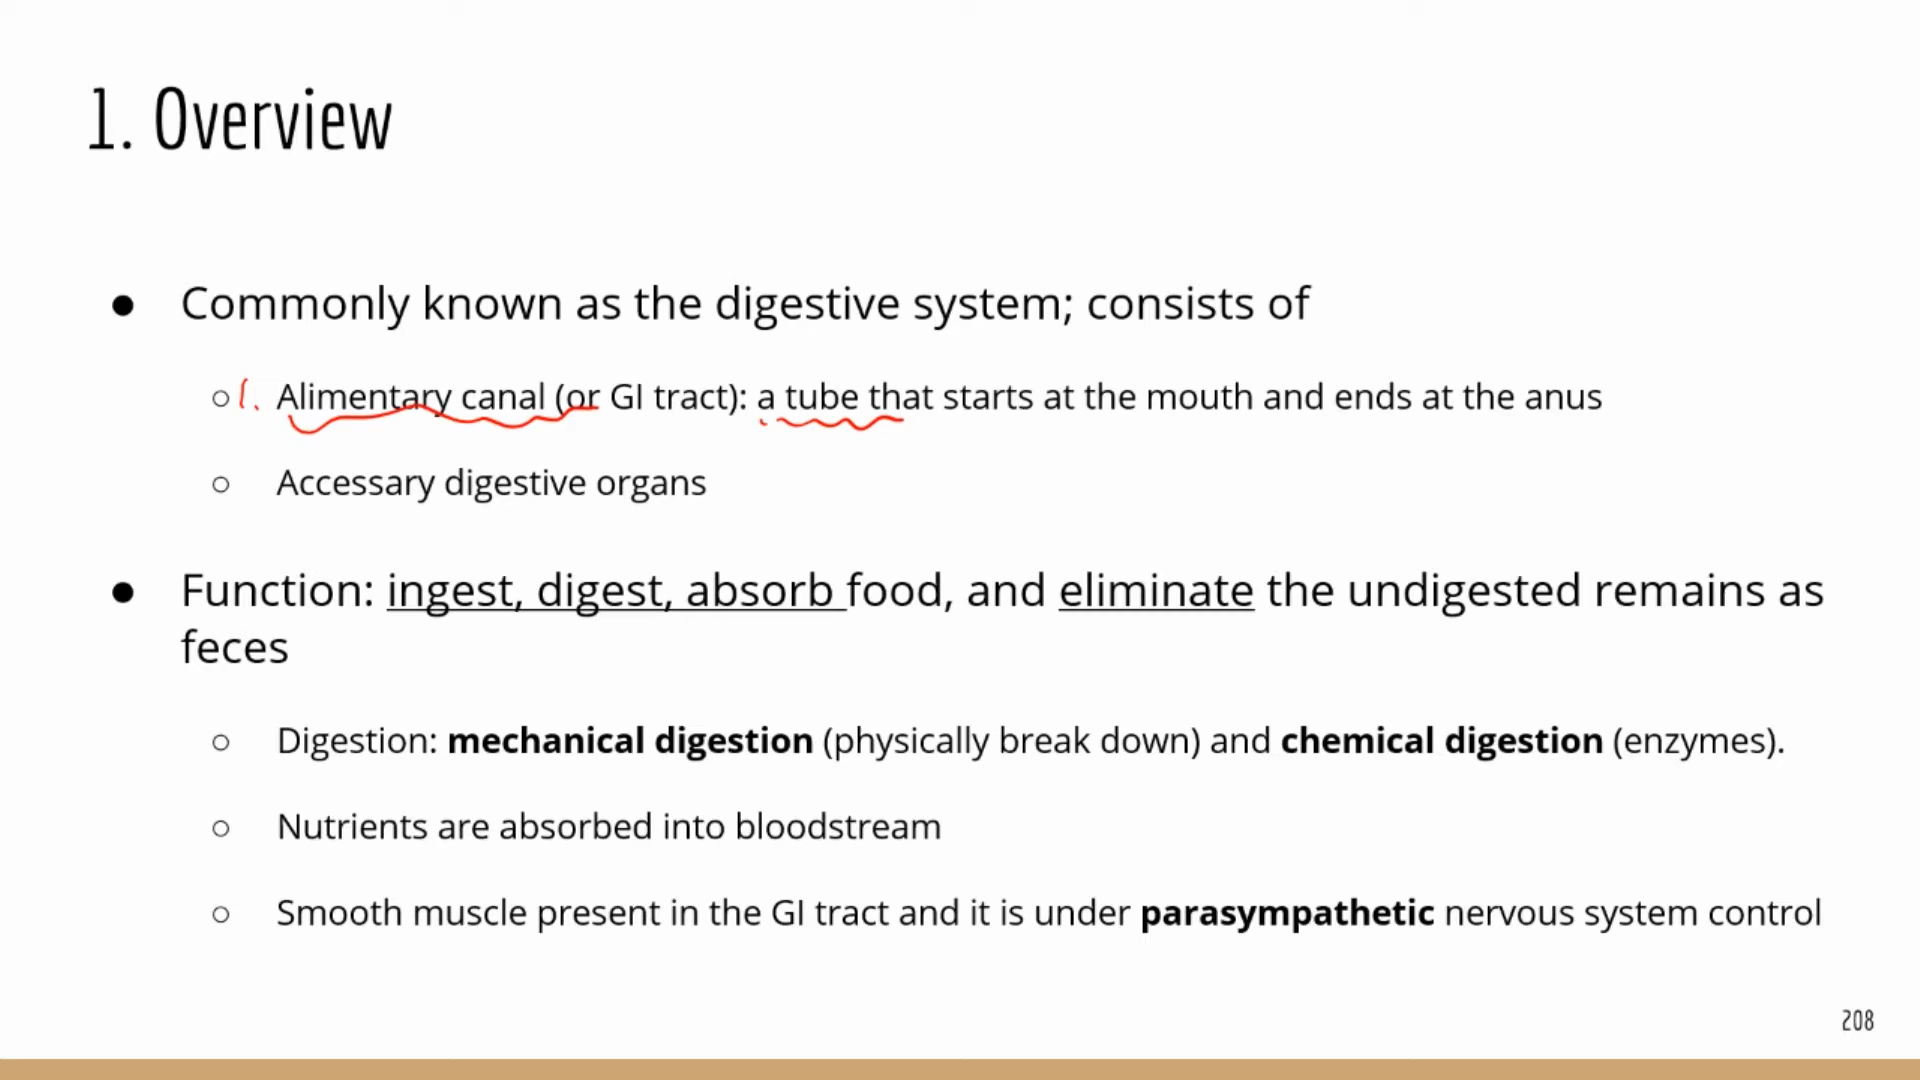 1. Overview
● Commonly known as the digestive system; consists of
○ 1. Alimentary canal (or GI tract): a tube that starts at the mouth and ends at the anus
○ Accessary digestive organs
● Function: ingest, digest, absorb food, and eliminate the undigested remains as
feces
○ Digestion: mechanical digestion (physically break down) and chemical digestion (enzymes).
○ Nutrients are absorbed into bloodstream
○ Smooth muscle present in the GI tract and it is under parasympathetic nervous system control
208